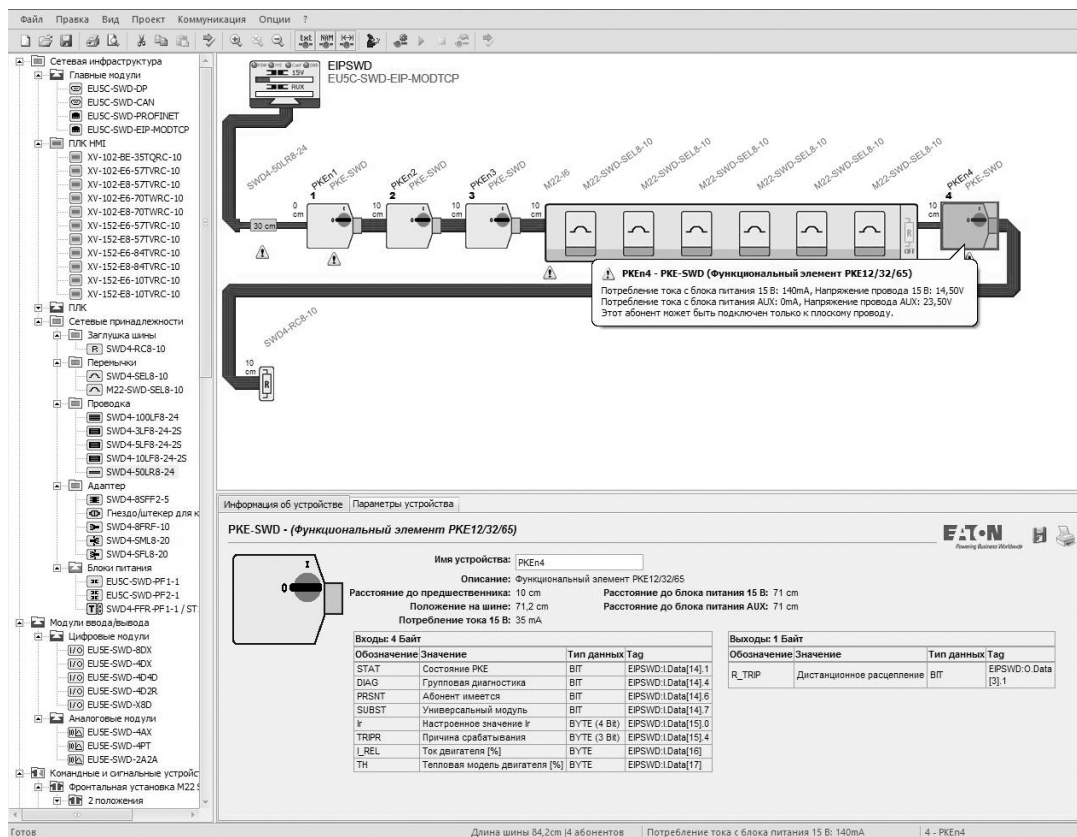 Файл Правка Вид Проект Коммуникация Опции ?
txt NAM
Сетевая инфраструктура
Главные модули
EU5C-SWD-DP
EU5C-SWD-CAN
EU5C-SWD-PROFINET
EU5C-SWD-EIP-MODTCP
ПЛК HMI
XV-102-BE-35TQRC-10
XV-102-E6-57TVRC-10
XV-102-E8-57TVRC-10
XV-102-E6-70TWRC-10
XV-102-E8-70TWRC-10
XV-152-E6-57TVRC-10
XV-152-E8-57TVRC-10
XV-152-E6-84TVRC-10
XV-152-E8-84TVRC-10
XV-152-E6-10TVRC-10
XV-152-E8-10TVRC-10
ПЛК
Сетевые принадлежности
Заглушка шины
R SWD4-RC8-10
Перемычки
SWD4-SEL8-10
M22-SWD-SEL8-10
Проводка
SWD4-100LF8-24
SWD4-3LF8-24-2S
SWD4-5LF8-24-2S
SWD4-10LF8-24-2S
SWD4-50LR8-24
Адаптер
SWD4-8SFF2-5
Гнездо/штекер для к
SWD4-8FRF-10
SWD4-SML8-20
SWD4-SFL8-20
Блоки питания
EU5C-SWD-PF1-1
EU5C-SWD-PF2-1
SWD4-FFR-PF1-1 / ST
Модули ввода/вывода
Цифровые модули
I/O EU5E-SWD-8DX
I/O EU5E-SWD-4DX
I/O EU5E-SWD-4D4D
I/O EU5E-SWD-4D2R
I/O EU5E-SWD-X8D
Аналоговые модули
EU5E-SWD-4AX
EU5E-SWD-4PT
EU5E-SWD-2A2A
Командные и сигнальные устройс
Фронтальная установка M22 S
2 положения
EIPSWD
EU5C-SWD-EIP-MODTCP
15V
AUX
SWD4-50LR8-24
30 cm
0 cm
PKEn1 PKE-SWD
1
10 cm
PKEn2 PKE-SWD
2
10 cm
PKEn3 PKE-SWD
3
10 cm
M22-I6
M22-SWD-SEL8-10
M22-SWD-SEL8-10
M22-SWD-SEL8-10
M22-SWD-SEL8-10
M22-SWD-SEL8-10
R
OFF
10 cm
PKEn4 PKE-SWD
4
PKEn4 - PKE-SWD (Функциональный элемент PKE12/32/65)
Потребление тока с блока питания 15 В: 140mA, Напряжение провода 15 В: 14,50V
Потребление тока с блока питания AUX: 0mA, Напряжение провода AUX: 23,50V
Этот абонент может быть подключен только к плоскому проводу.
SWD4-RC8-10
10 cm
R
Информация об устройстве Параметры устройства
PKE-SWD - (Функциональный элемент PKE12/32/65)
EATON
Powering Business Worldwide
I
0
Имя устройства: PKEn4
Описание: Функциональный элемент PKE12/32/65
Расстояние до предшественника: 10 cm Расстояние до блока питания 15 В: 71 cm
Положение на шине: 71,2 cm Расстояние до блока питания AUX: 71 cm
Потребление тока 15 В: 35 mA
Входы: 4 Байт
Обозначение Значение Тип данных Tag
STAT Состояние PKE BIT EIPSWD:I.Data[14].1
DIAG Групповая диагностика BIT EIPSWD:I.Data[14].4
PRSNT Абонент имеется BIT EIPSWD:I.Data[14].6
SUBST Универсальный модуль BIT EIPSWD:I.Data[14].7
Ir Настроенное значение Ir BYTE (4 Bit) EIPSWD:I.Data[15].0
TRIPR Причина срабатывания BYTE (3 Bit) EIPSWD:I.Data[15].4
I_REL Ток двигателя [%] BYTE EIPSWD:I.Data[16]
TH Тепловая модель двигателя [%] BYTE EIPSWD:I.Data[17]
Выходы: 1 Байт
Обозначение Значение Тип данных Tag
R_TRIP Дистанционное расцепление BIT EIPSWD:O.Data
[3].1
Готов Длина шины 84,2cm |4 абонентов Потребление тока с блока питания 15 В: 140mA 4 - PKEn4